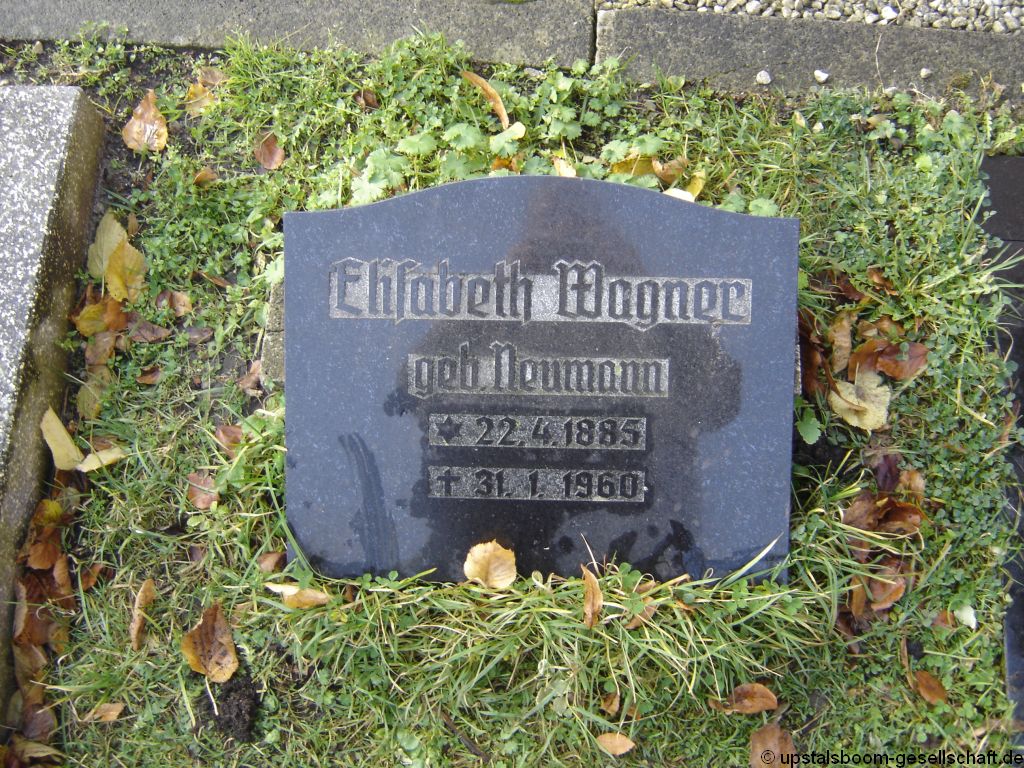 Elisabeth Wagner
geb Neumann
* 22. 4. 1885
† 31. 1. 1960
© upstalsboom-gesellschaft.de